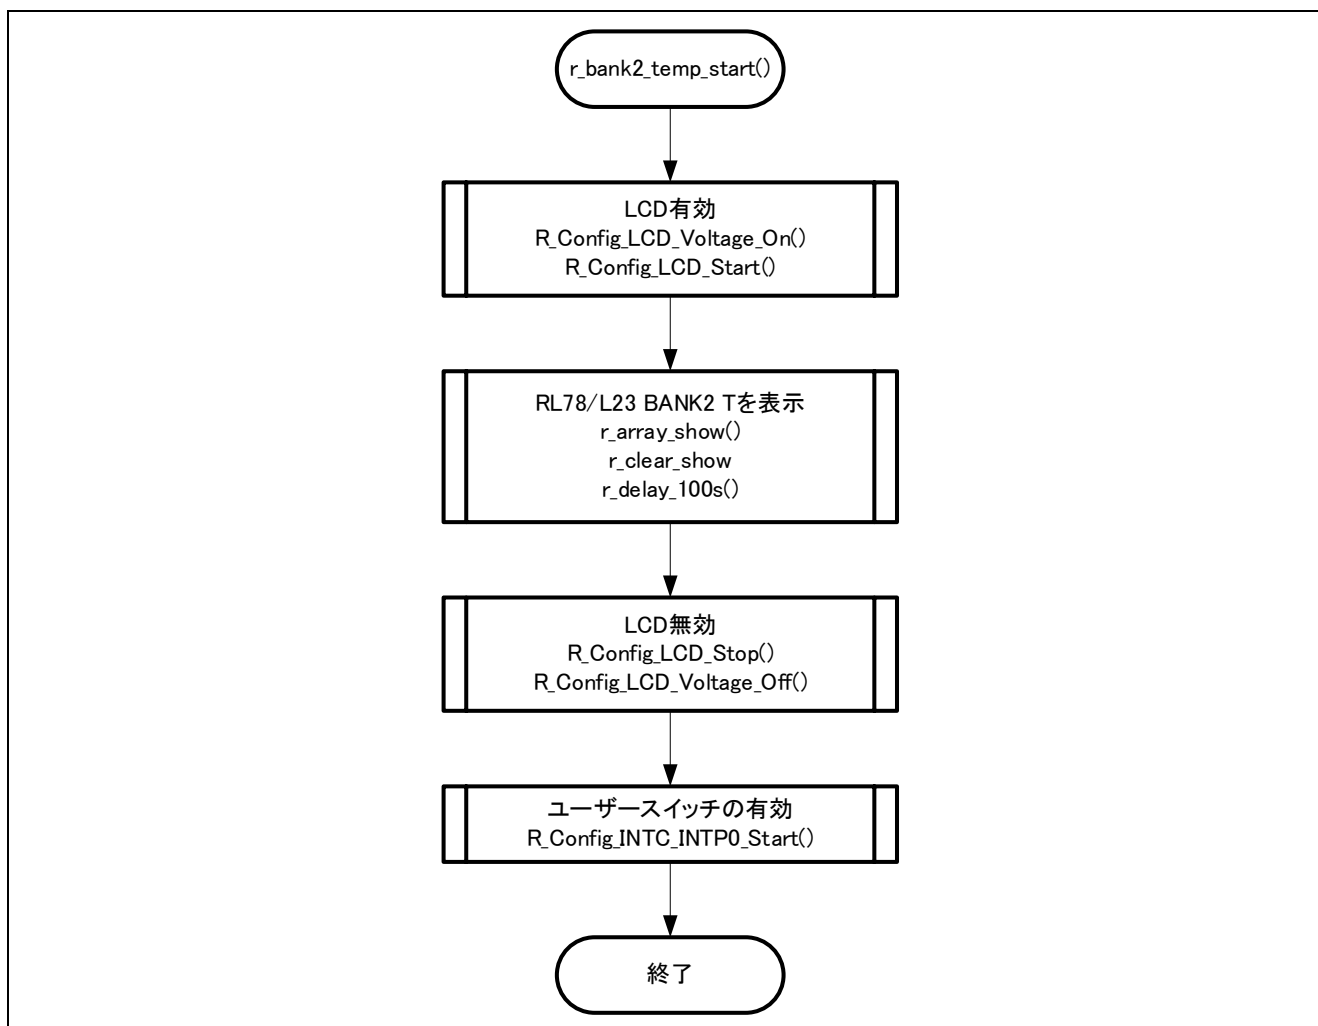 r_bank2_temp_start()
LCD有効
R_Config_LCD_Voltage_On()
R_Config_LCD_Start()
RL78/L23 BANK2 Tを表示
r_array_show()
r_clear_show
r_delay_100s()
LCD無効
R_Config_LCD_Stop()
R_Config_LCD_Voltage_Off()
ユーザースイッチの有効
R_Config_INTC_INTP0_Start()
終了